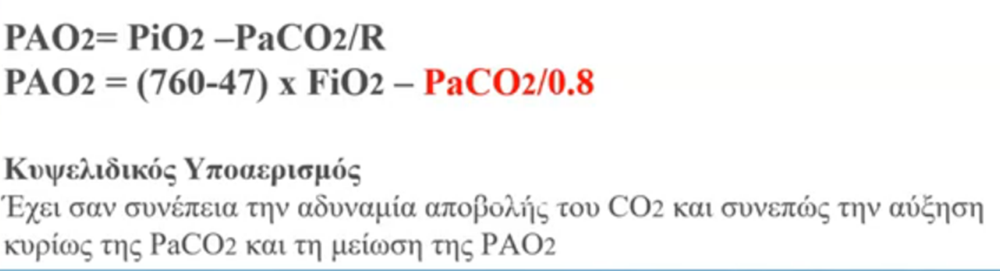 PAO2= PiO2 –PaCO2/R
PAO2 = (760-47) x FiO2 – PaCO2/0.8
Κυψελιδικός Υποαερισμός
Έχει σαν συνέπεια την αδυναμία αποβολής του CO2 και συνεπώς την αύξηση
κυρίως της PaCO2 και τη μείωση της PAO2